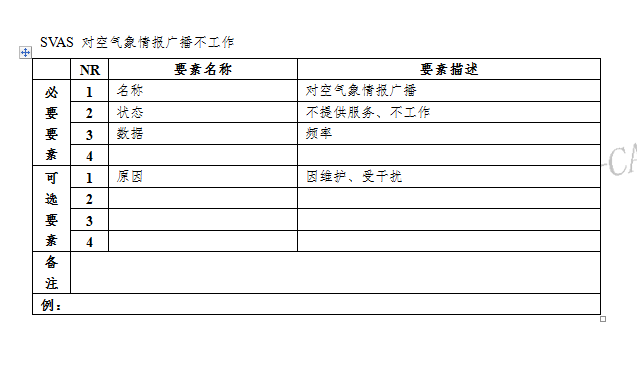 SVAS 对空气象情报广播不工作
NR 要素名称 要素描述
必要要素
1 名称 对空气象情报广播
2 状态 不提供服务、不工作
3 数据 频率
4
可选要素
1 原因 因维护、受干扰
2
3
4
备注
例：
-CA